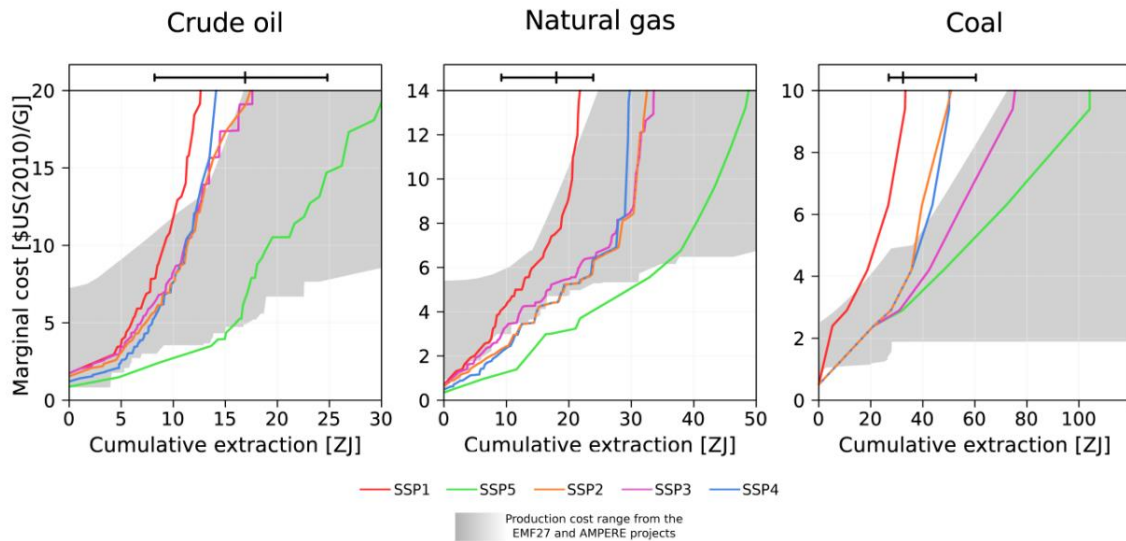 Crude oil
Natural gas
Coal
Marginal cost [$US(2010)/GJ]
20
15
10
5
0
0 5 10 15 20 25 30
Cumulative extraction [ZJ]
14
12
10
8
6
4
2
0
0 10 20 30 40 50
Cumulative extraction [ZJ]
10
8
6
4
2
0
0 20 40 60 80 100
Cumulative extraction [ZJ]
SSP1 SSP5 SSP2 SSP3 SSP4
Production cost range from the
EMF27 and AMPERE projects